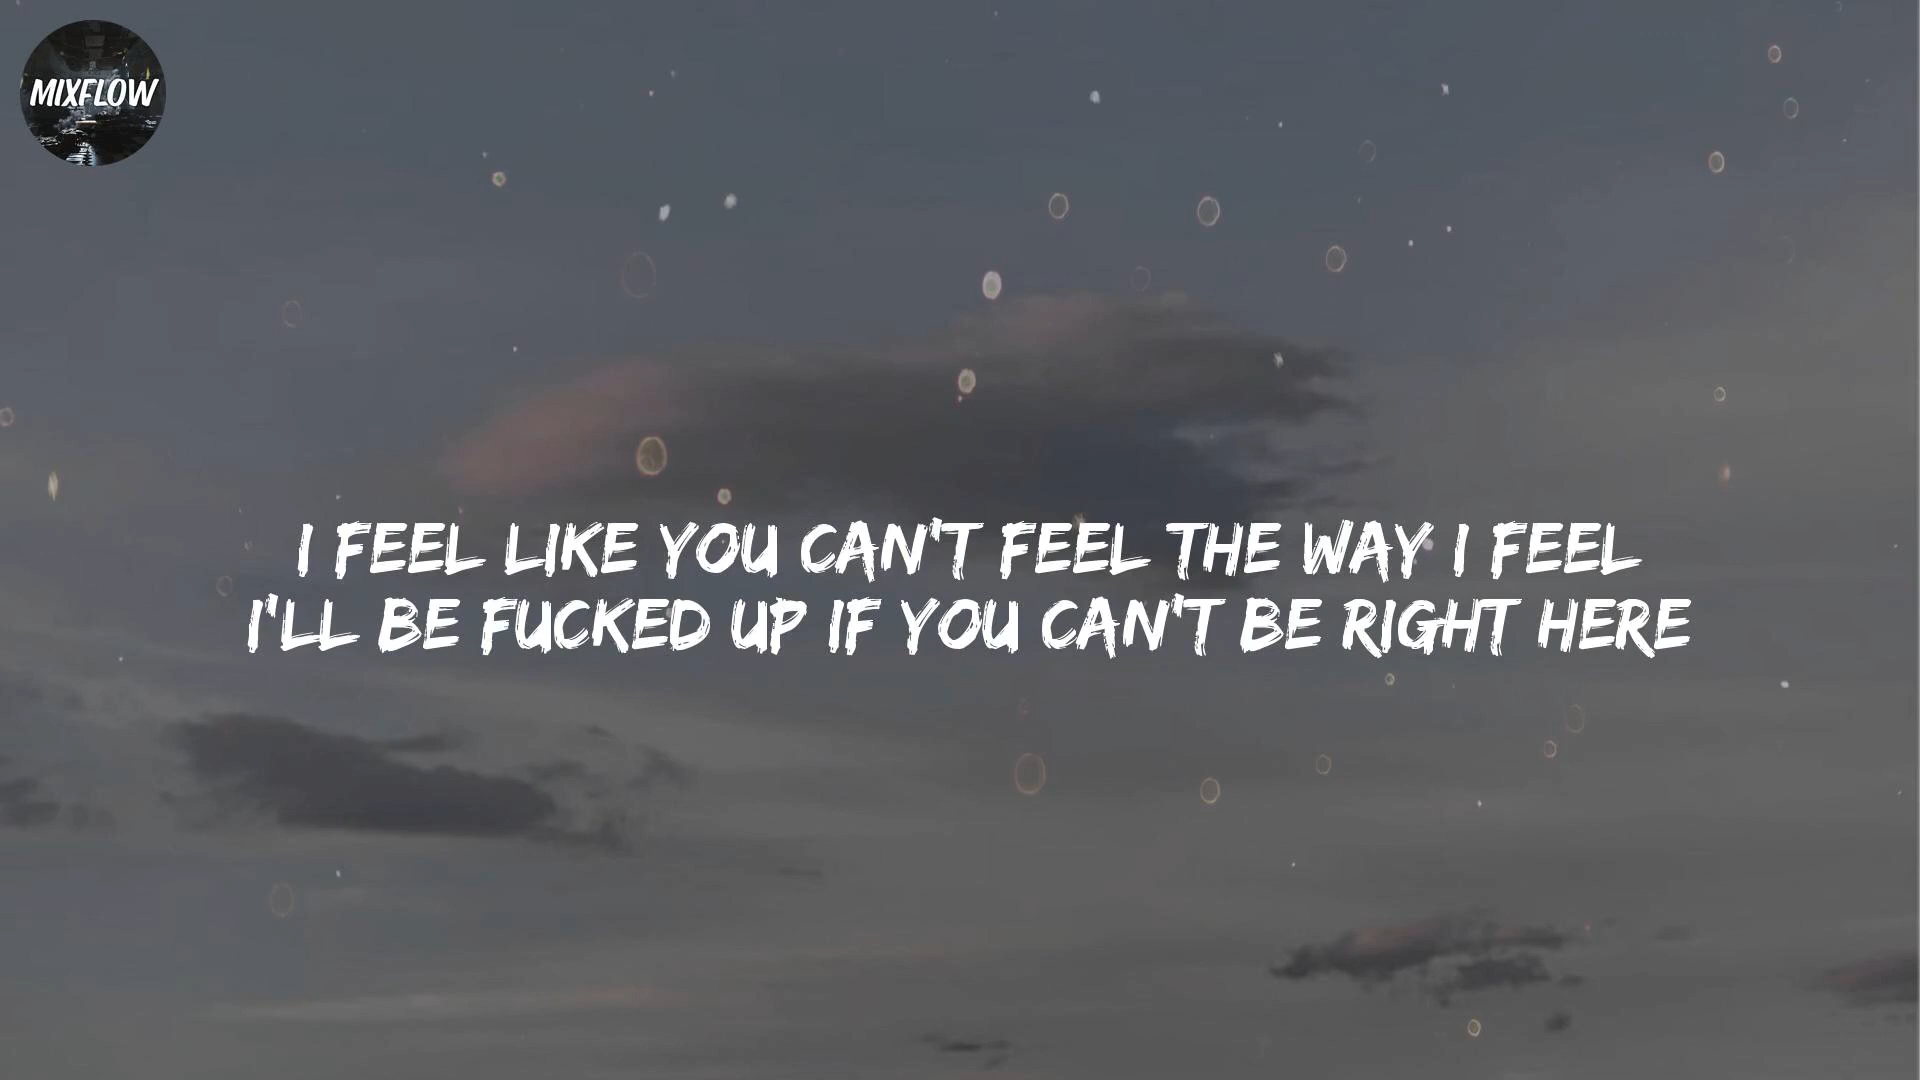 MIXFLOW
I FEEL LIKE YOU CAN'T FEEL THE WAY I FEEL
I'LL BE FUCKED UP IF YOU CAN'T BE RIGHT HERE